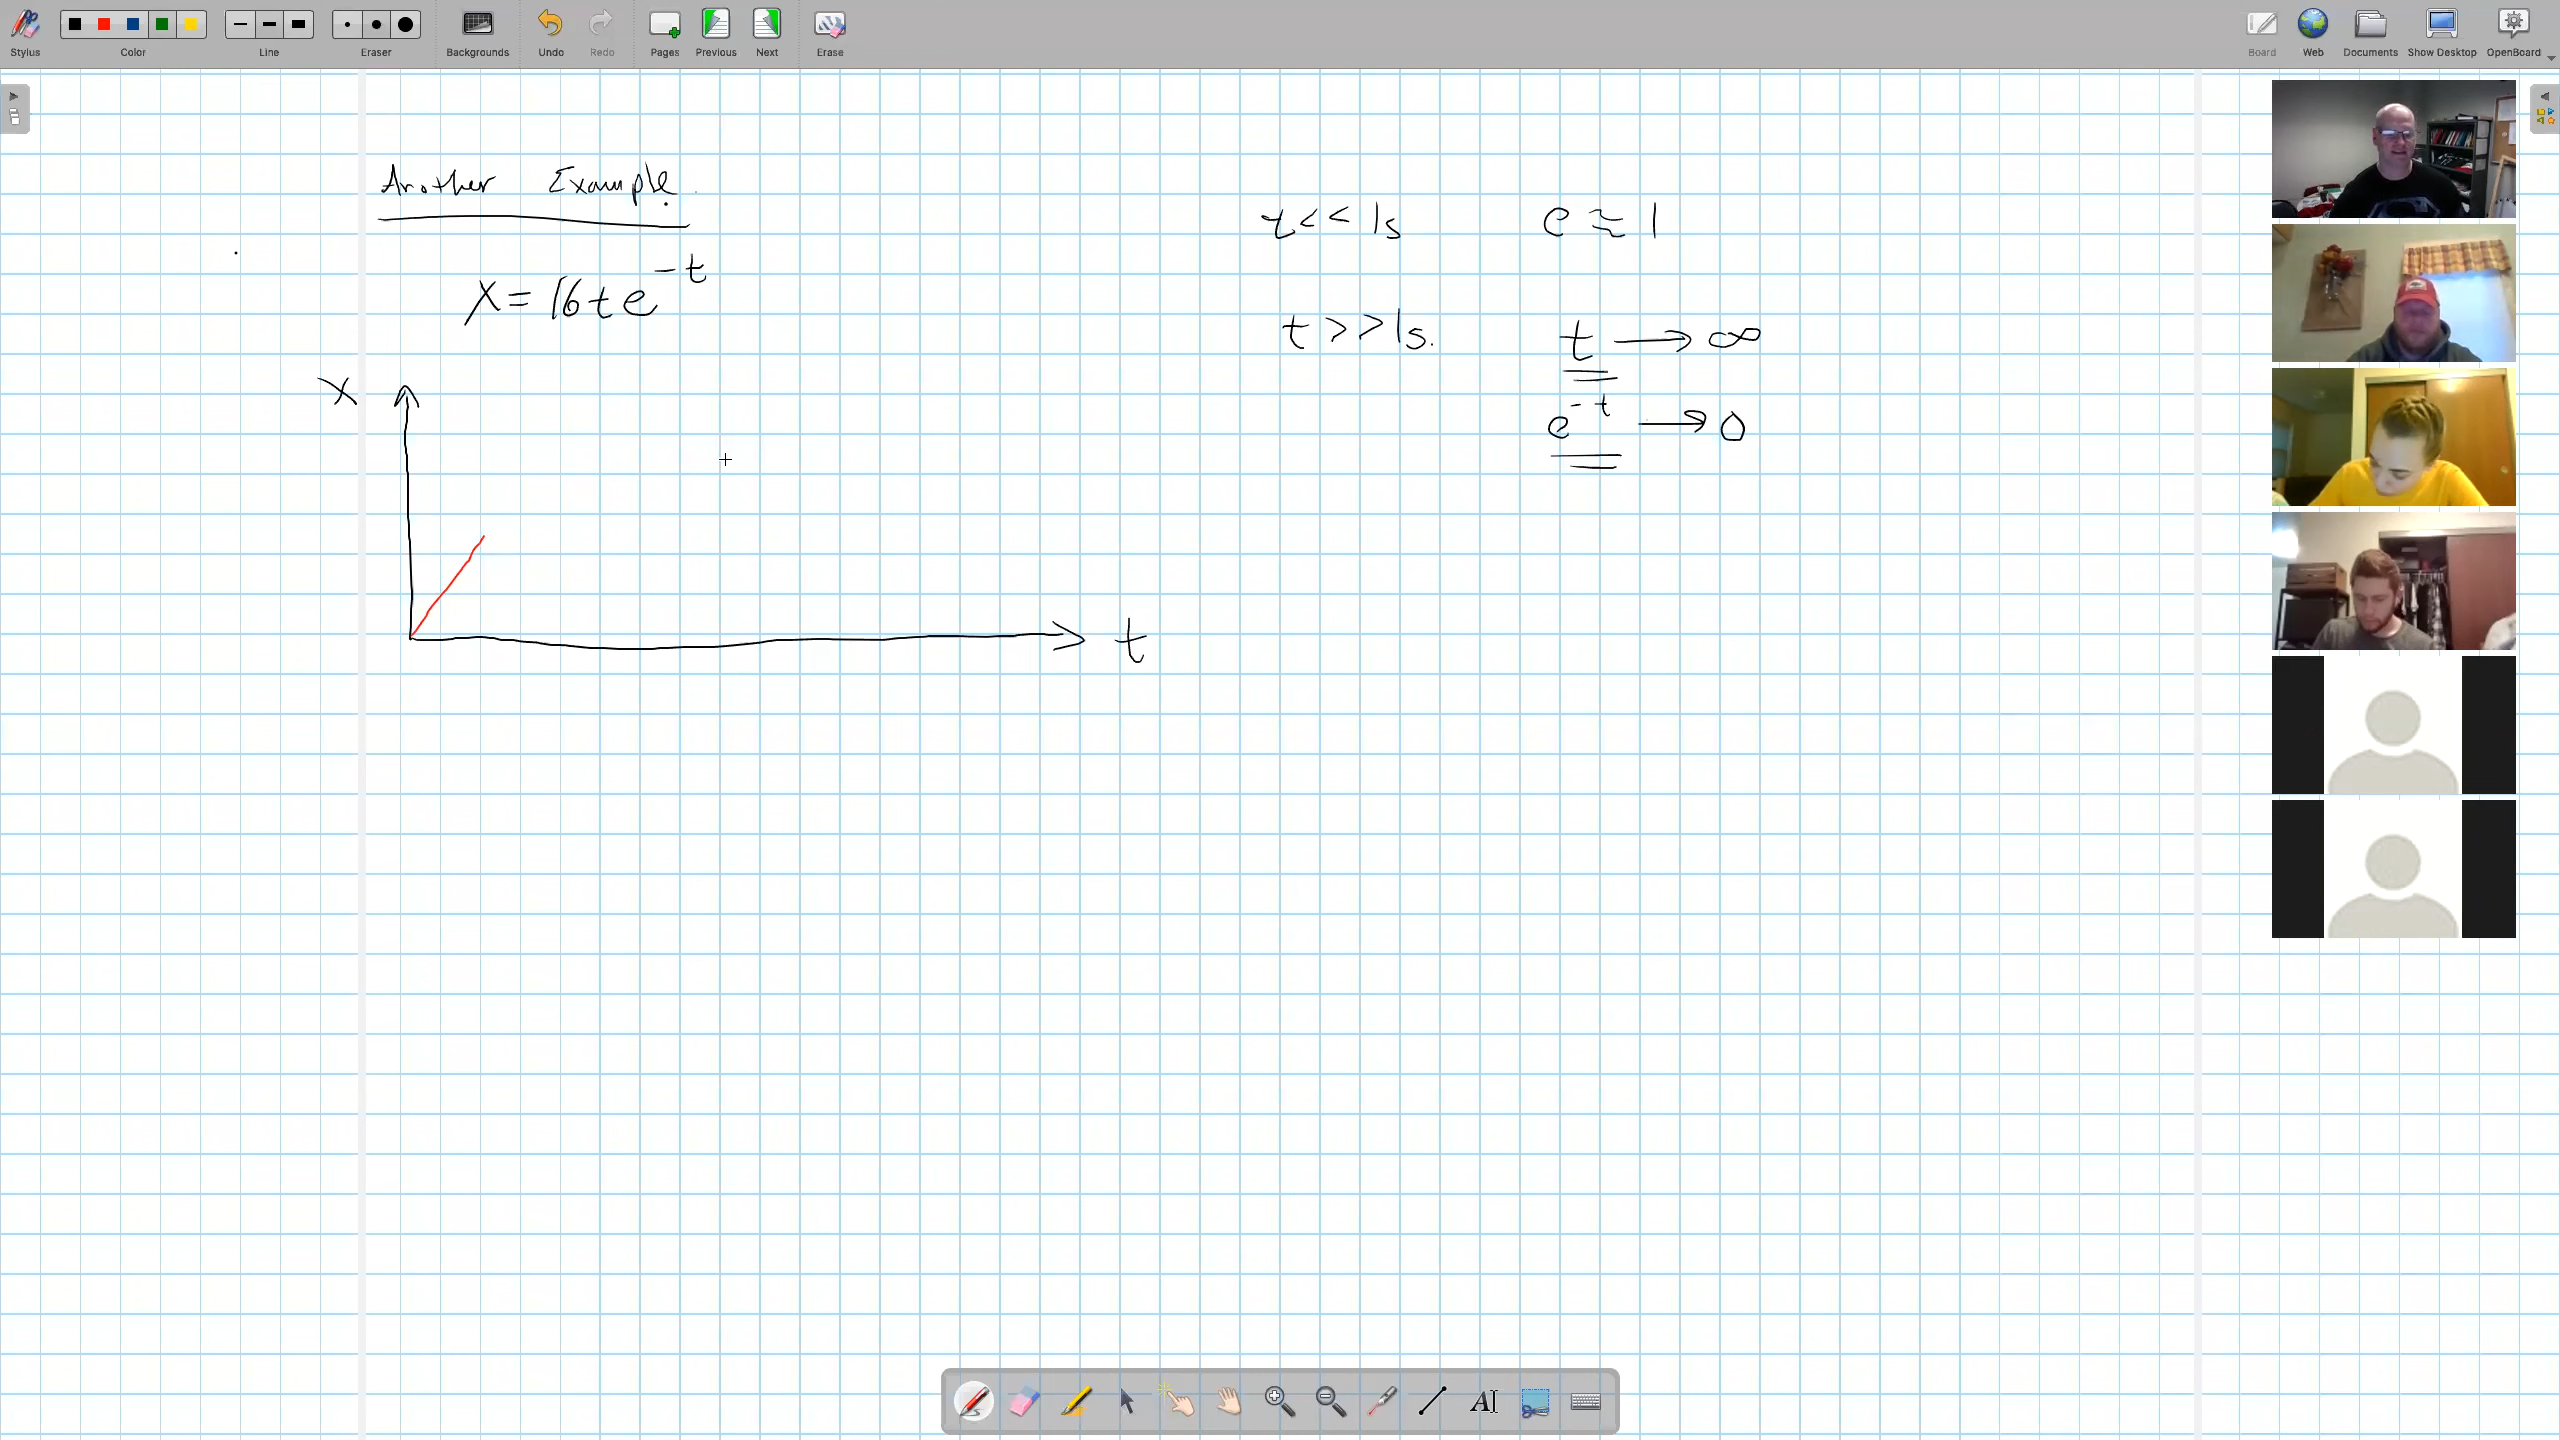 Stylus Color Line Eraser Backgrounds Undo Redo Pages Previous Next Erase Board Web Documents Show Desktop OpenBoard
Another Example.
x = 16te^-t
x
t
t << 1s e ≈ 1
t >> 1s. t → ∞
e^-t → 0
AI